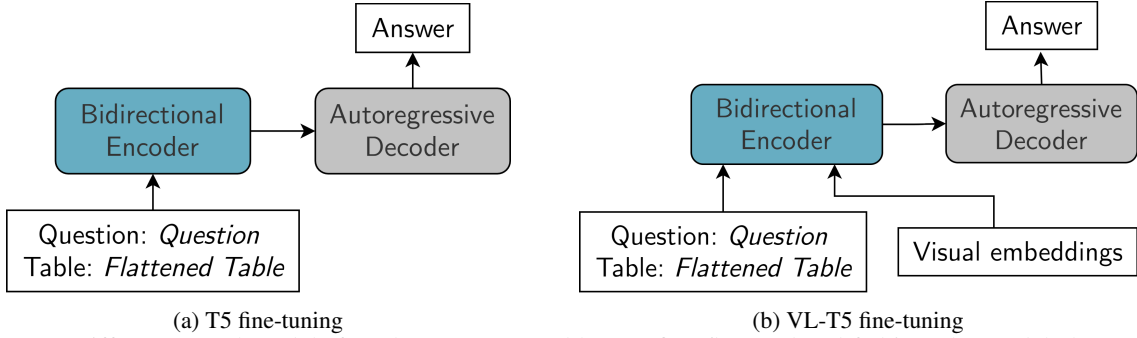 Answer
Bidirectional
Encoder
Autoregressive
Decoder
Question: Question
Table: Flattened Table
(a) T5 fine-tuning
Answer
Bidirectional
Encoder
Autoregressive
Decoder
Question: Question
Table: Flattened Table
Visual embeddings
(b) VL-T5 fine-tuning